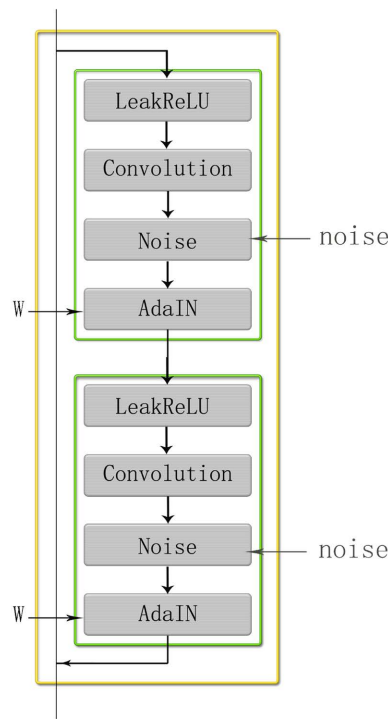 LeakReLU
Convolution
Noise
noise
W
AdaIN
LeakReLU
Convolution
Noise
noise
W
AdaIN